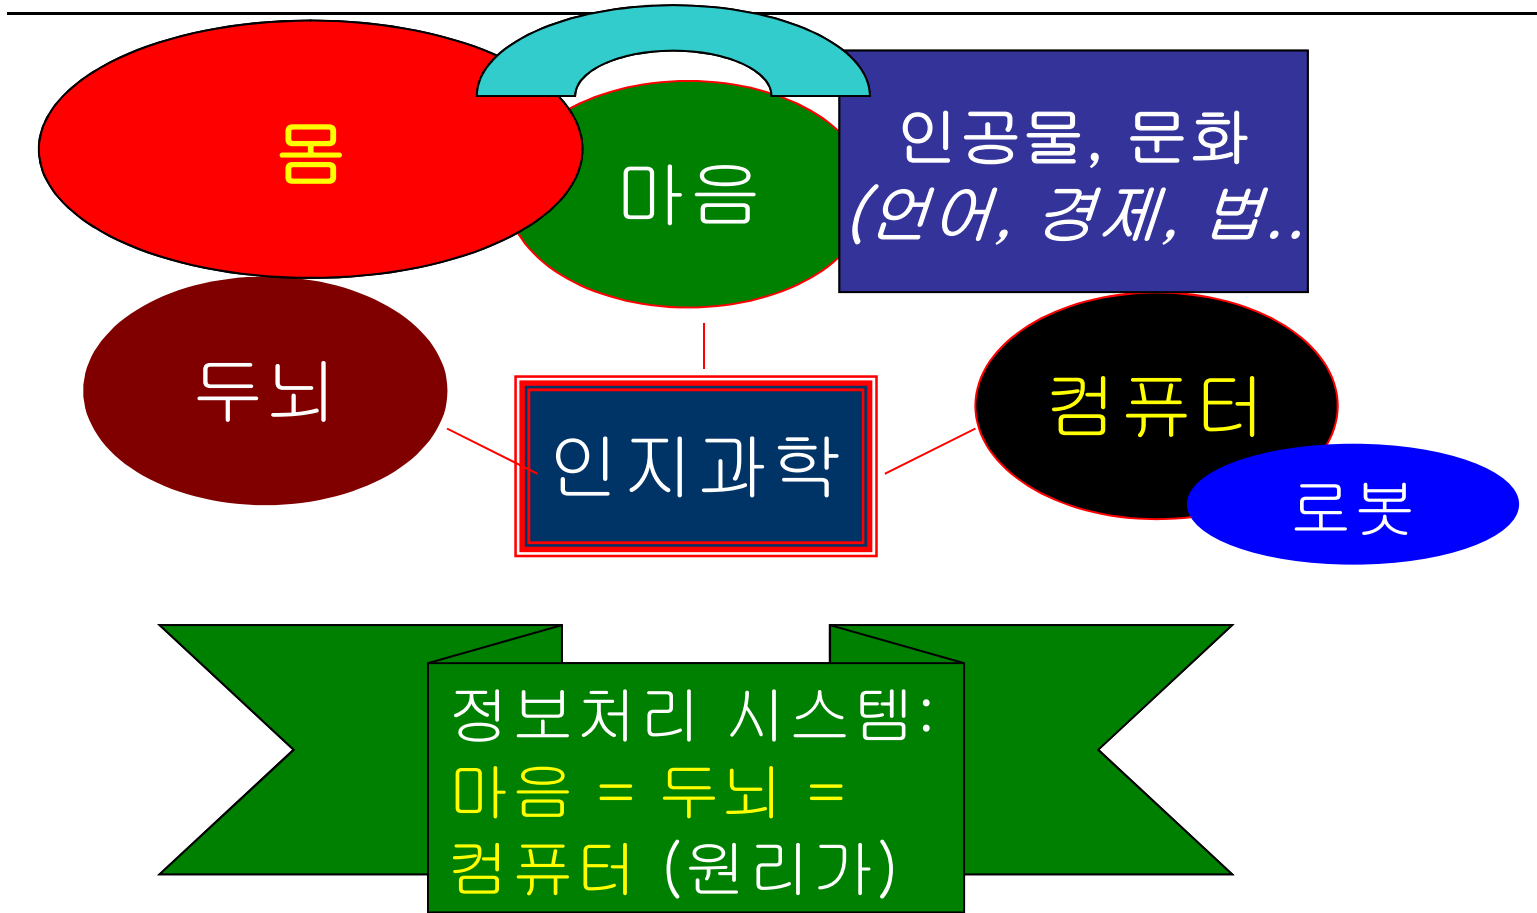 몸
마음
인공물, 문화
(언어, 경제, 법..
두뇌
인지과학
컴퓨터
로봇
정보처리 시스템:
마음 = 두뇌 =
컴퓨터 (원리가)